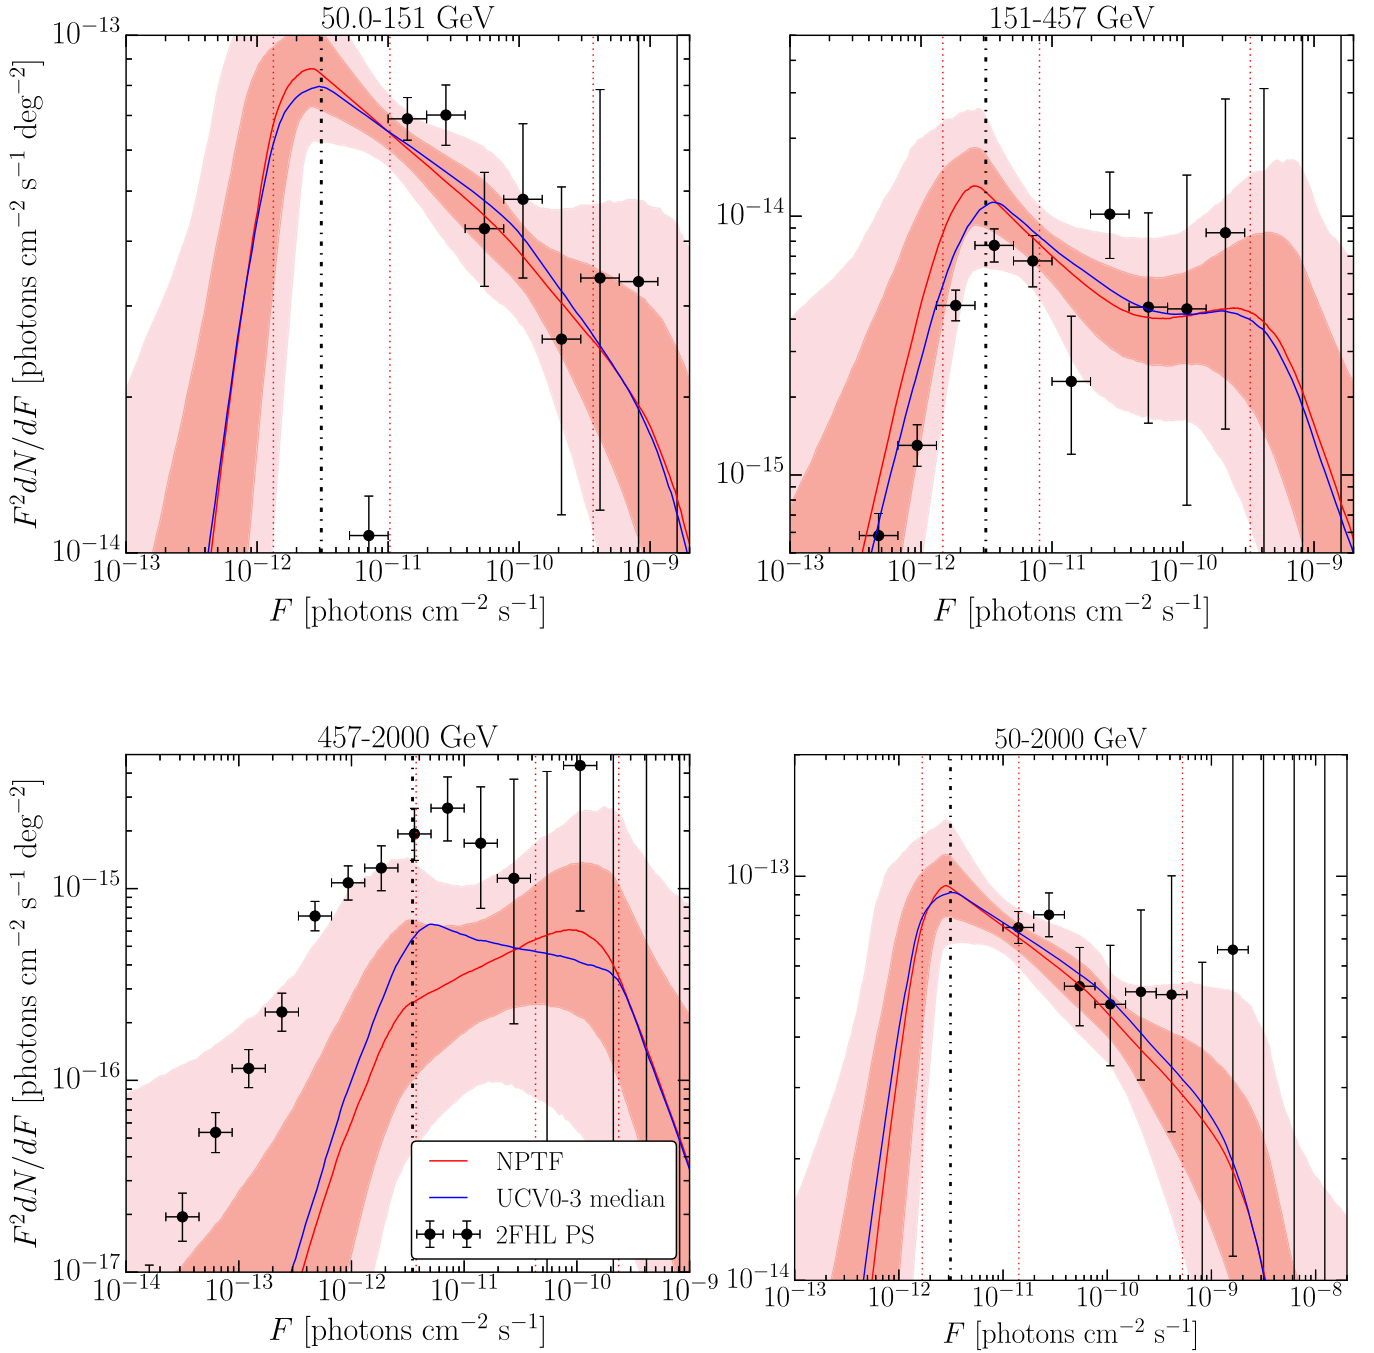 50.0-151 GeV
151-457 GeV
F²dN/dF [photons cm⁻² s⁻¹ deg⁻²]
10⁻¹³
10⁻¹⁴
10⁻¹³ 10⁻¹² 10⁻¹¹ 10⁻¹⁰ 10⁻⁹
F [photons cm⁻² s⁻¹]
10⁻¹⁴
10⁻¹⁵
10⁻¹³ 10⁻¹² 10⁻¹¹ 10⁻¹⁰ 10⁻⁹
F [photons cm⁻² s⁻¹]
457-2000 GeV
50-2000 GeV
F²dN/dF [photons cm⁻² s⁻¹ deg⁻²]
10⁻¹⁵
10⁻¹⁶
10⁻¹⁷
10⁻¹³ 10⁻¹² 10⁻¹¹ 10⁻¹⁰ 10⁻⁹
F [photons cm⁻² s⁻¹]
NPTF
UCV0-3 median
2FHL PS
10⁻¹³
10⁻¹⁴
10⁻¹³ 10⁻¹² 10⁻¹¹ 10⁻¹⁰ 10⁻⁹ 10⁻⁸
F [photons cm⁻² s⁻¹]